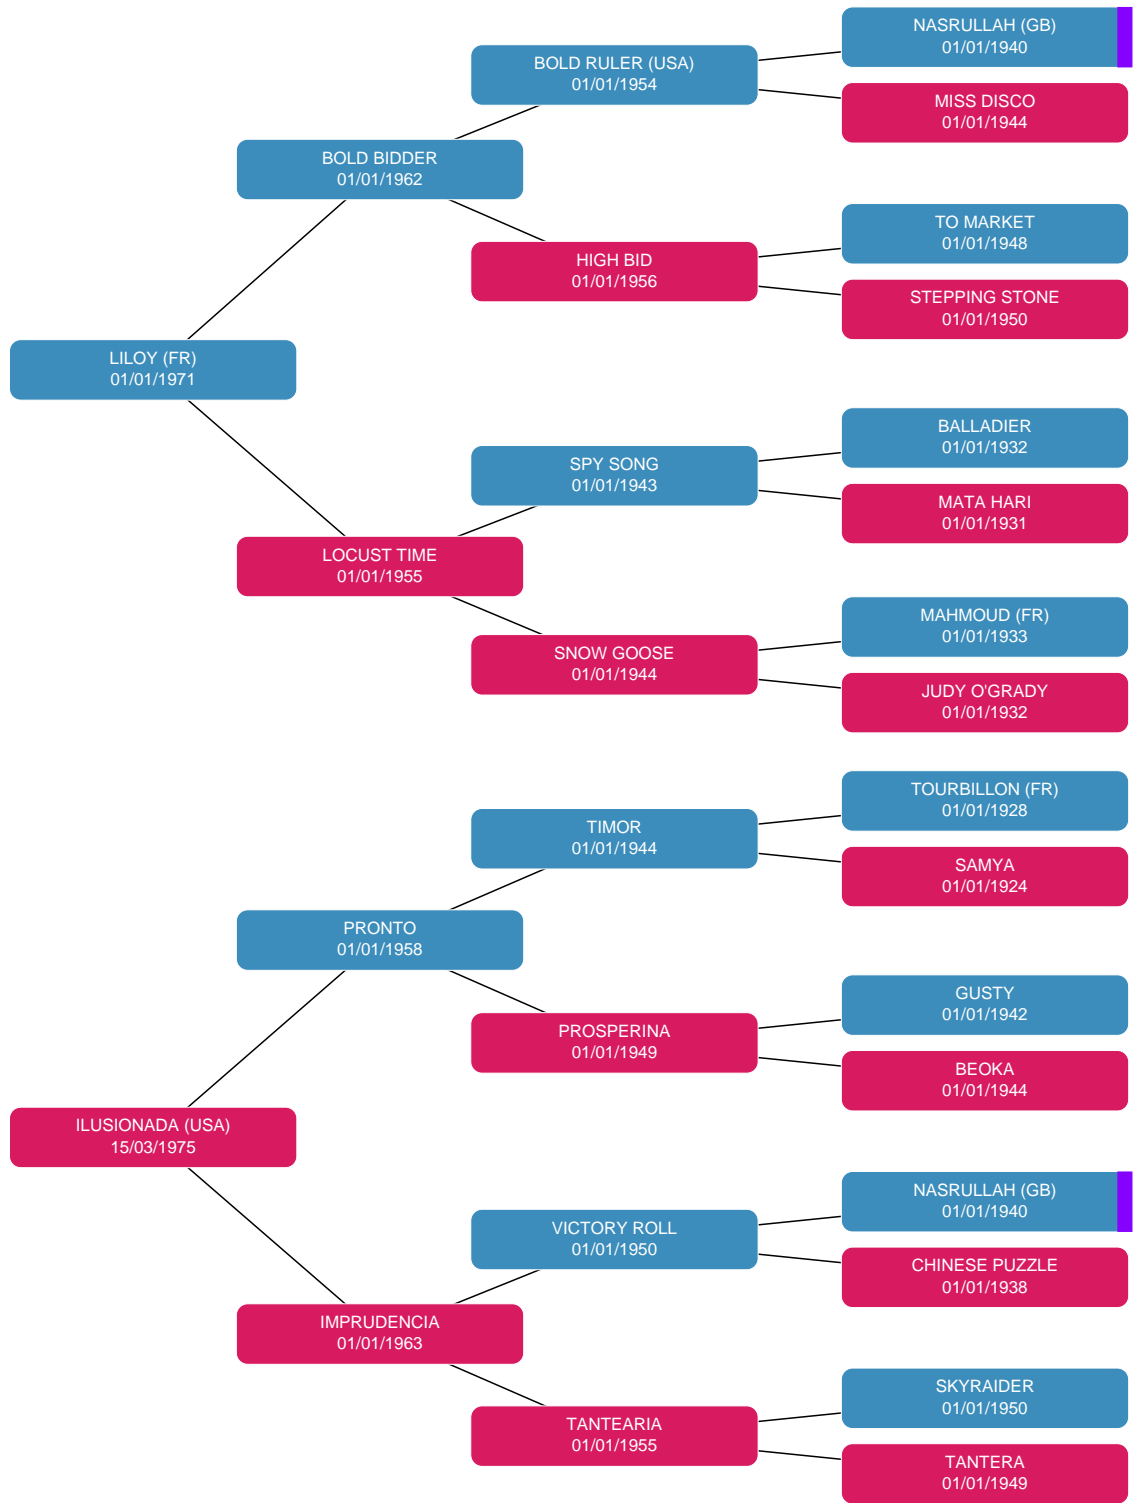 NASRULLAH (GB)
01/01/1940
BOLD RULER (USA)
01/01/1954
MISS DISCO
01/01/1944
BOLD BIDDER
01/01/1962
TO MARKET
01/01/1948
HIGH BID
01/01/1956
STEPPING STONE
01/01/1950
LILOY (FR)
01/01/1971
BALLADIER
01/01/1932
SPY SONG
01/01/1943
MATA HARI
01/01/1931
LOCUST TIME
01/01/1955
MAHMOUD (FR)
01/01/1933
SNOW GOOSE
01/01/1944
JUDY O'GRADY
01/01/1932
TOURBILLON (FR)
01/01/1928
TIMOR
01/01/1944
SAMYA
01/01/1924
PRONTO
01/01/1958
GUSTY
01/01/1942
PROSPERINA
01/01/1949
BEOKA
01/01/1944
ILUSIONADA (USA)
15/03/1975
NASRULLAH (GB)
01/01/1940
VICTORY ROLL
01/01/1950
CHINESE PUZZLE
01/01/1938
IMPRUDENCIA
01/01/1963
SKYRAIDER
01/01/1950
TANTEARIA
01/01/1955
TANTERA
01/01/1949